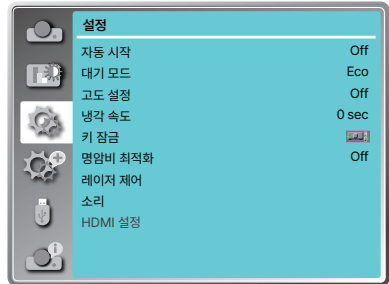 설정
자동 시작 Off
대기 모드 Eco
고도 설정 Off
냉각 속도 0 sec
키 잠금
명암비 최적화 Off
레이저 제어
소리
HDMI 설정